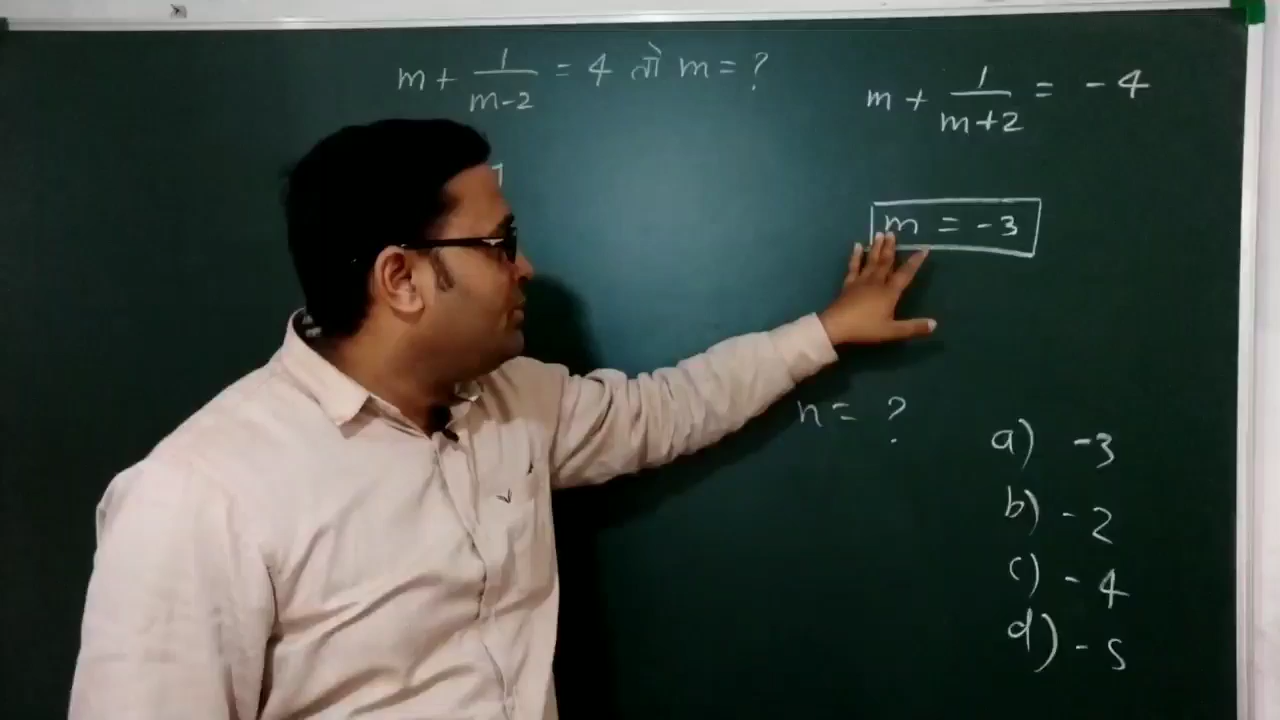 m + 1/(m-2) = 4 तो m = ?
m + 1/(m+2) = -4
m = -3
n = ?
a) -3
b) -2
c) -4
d) -5